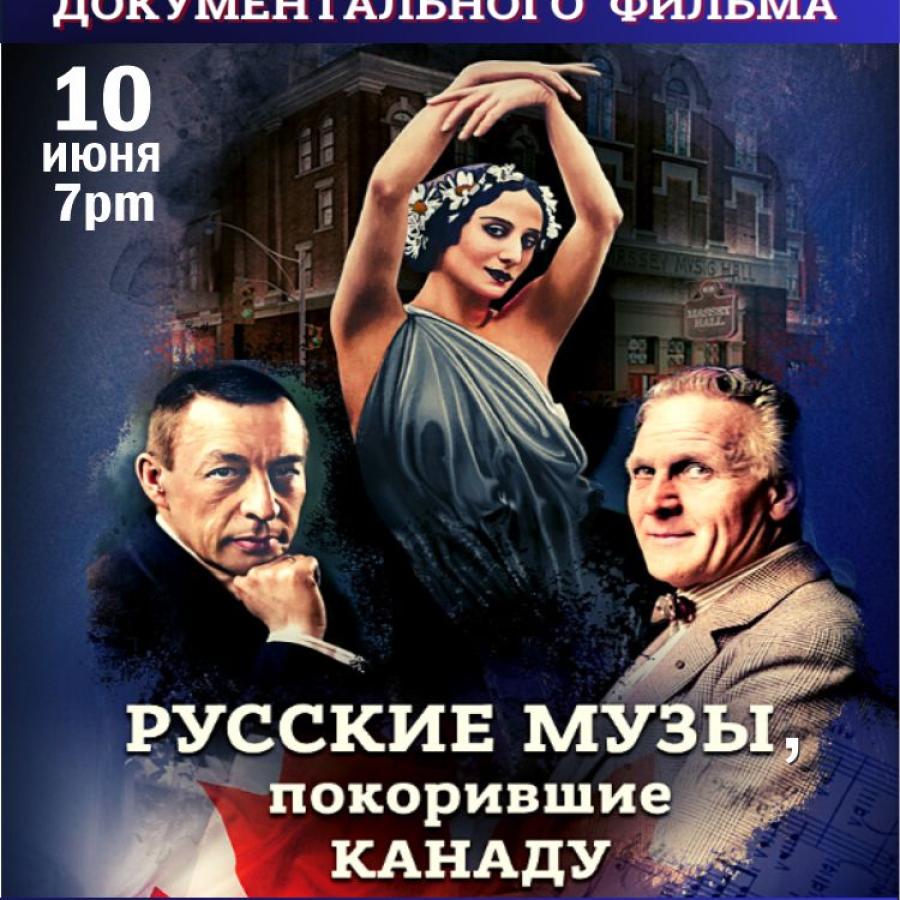 ДОКУМЕНТАЛЬНОГО ФИЛЬМА
10
июня
7pm
MASSEY MUSIC HALL
MASSEY
HALL
РУССКИЕ МУЗЫ,
покорившие
КАНАДУ